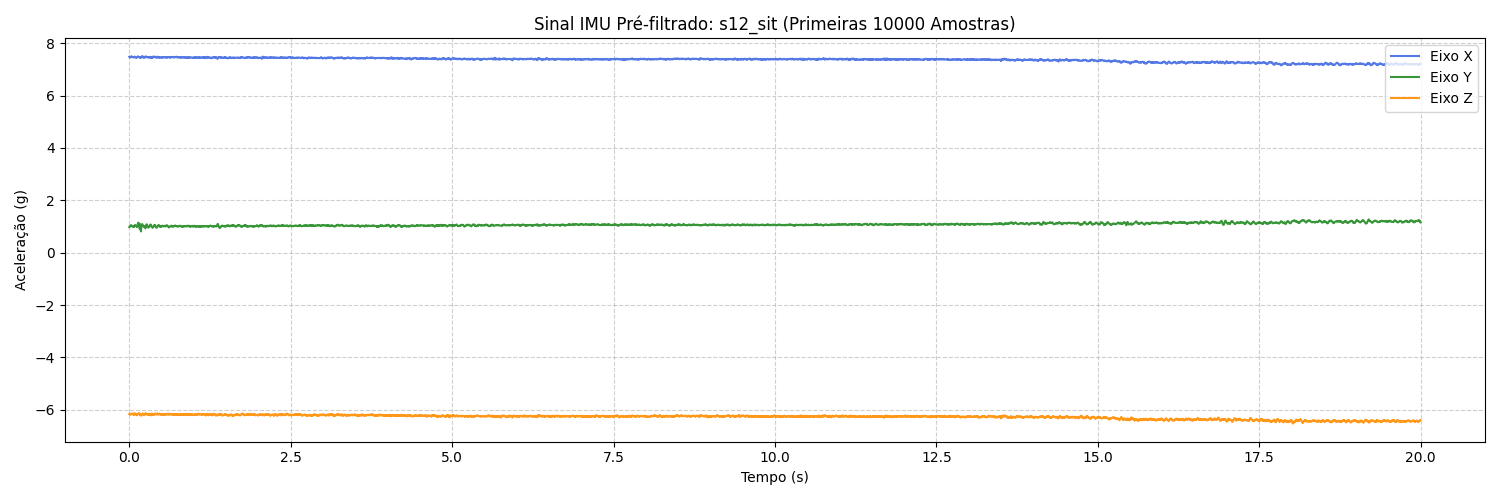 Sinal IMU Pré-filtrado: s12_sit (Primeiras 10000 Amostras)
8
6
4
2
0
−2
−4
−6
Aceleração (g)
Eixo X
Eixo Y
Eixo Z
0.0 2.5 5.0 7.5 10.0 12.5 15.0 17.5 20.0
Tempo (s)